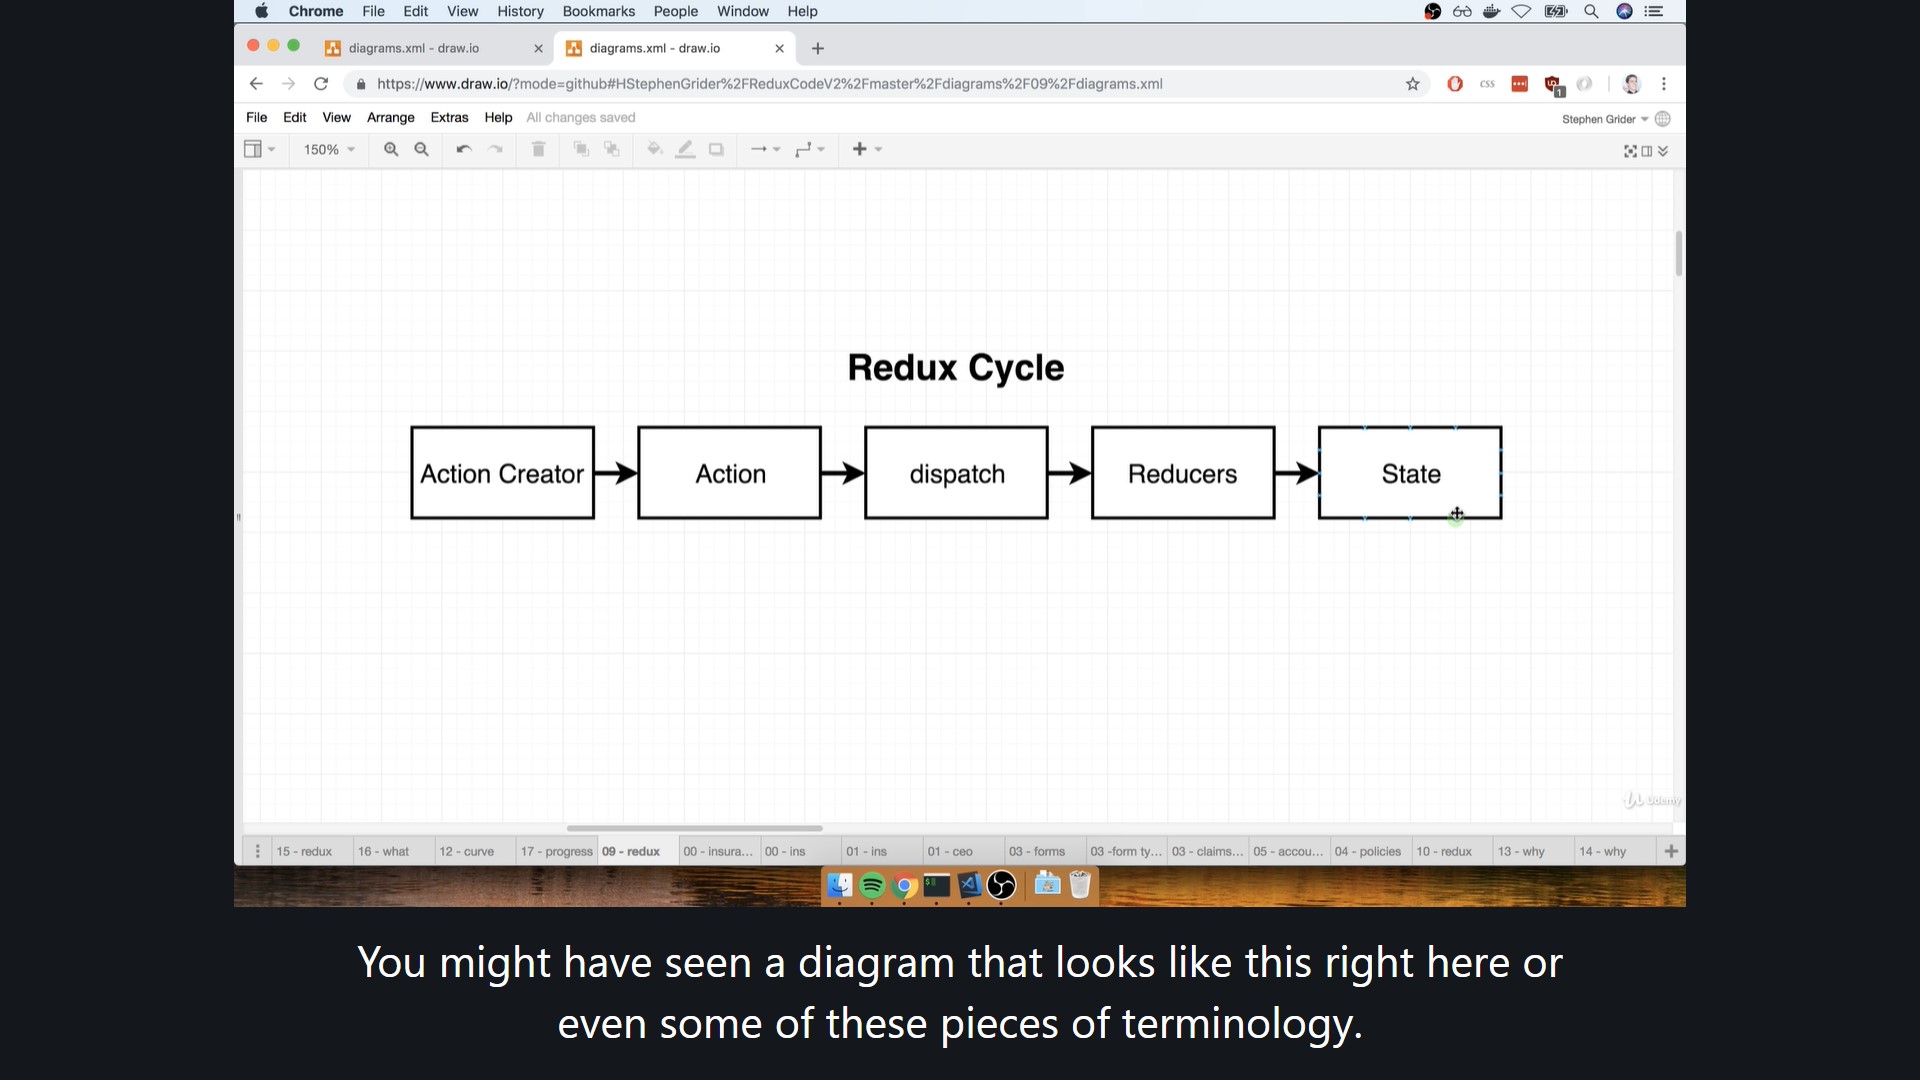 Chrome File Edit View History Bookmarks People Window Help
diagrams.xml - draw.io
diagrams.xml - draw.io
https://www.draw.io/?mode=github#HStephenGrider%2FReduxCodeV2%2Fmaster%2Fdiagrams%2F09%2Fdiagrams.xml
css
1
File Edit View Arrange Extras Help All changes saved
Stephen Grider
150%
Redux Cycle
Action Creator
Action
dispatch
Reducers
State
Udemy
15 - redux
16 - what
12 - curve
17 - progress
09 - redux
00 - insura...
00 - ins
01 - ins
01 - ceo
03 - forms
03 -form ty...
03 - claims...
05 - accou...
04 - policies
10 - redux
13 - why
14 - why
You might have seen a diagram that looks like this right here or
even some of these pieces of terminology.